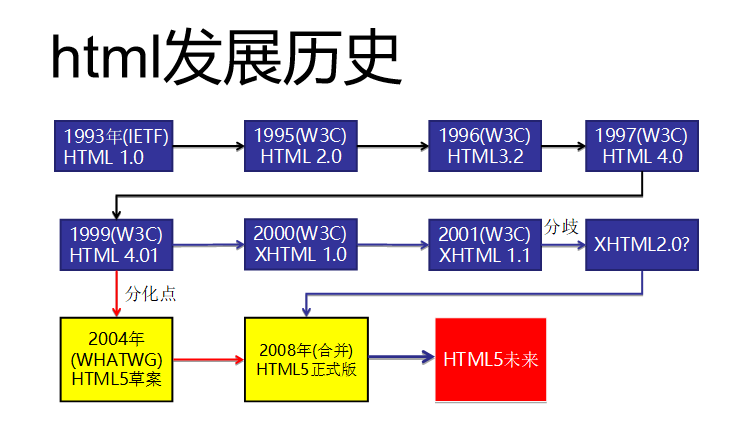 html发展历史
1993年(IETF)
HTML 1.0
1995(W3C)
HTML 2.0
1996(W3C)
HTML3.2
1997(W3C)
HTML 4.0
1999(W3C)
HTML 4.01
2000(W3C)
XHTML 1.0
2001(W3C)
XHTML 1.1
分歧
XHTML2.0?
分化点
2004年
(WHATWG)
HTML5草案
2008年(合并)
HTML5正式版
HTML5未来